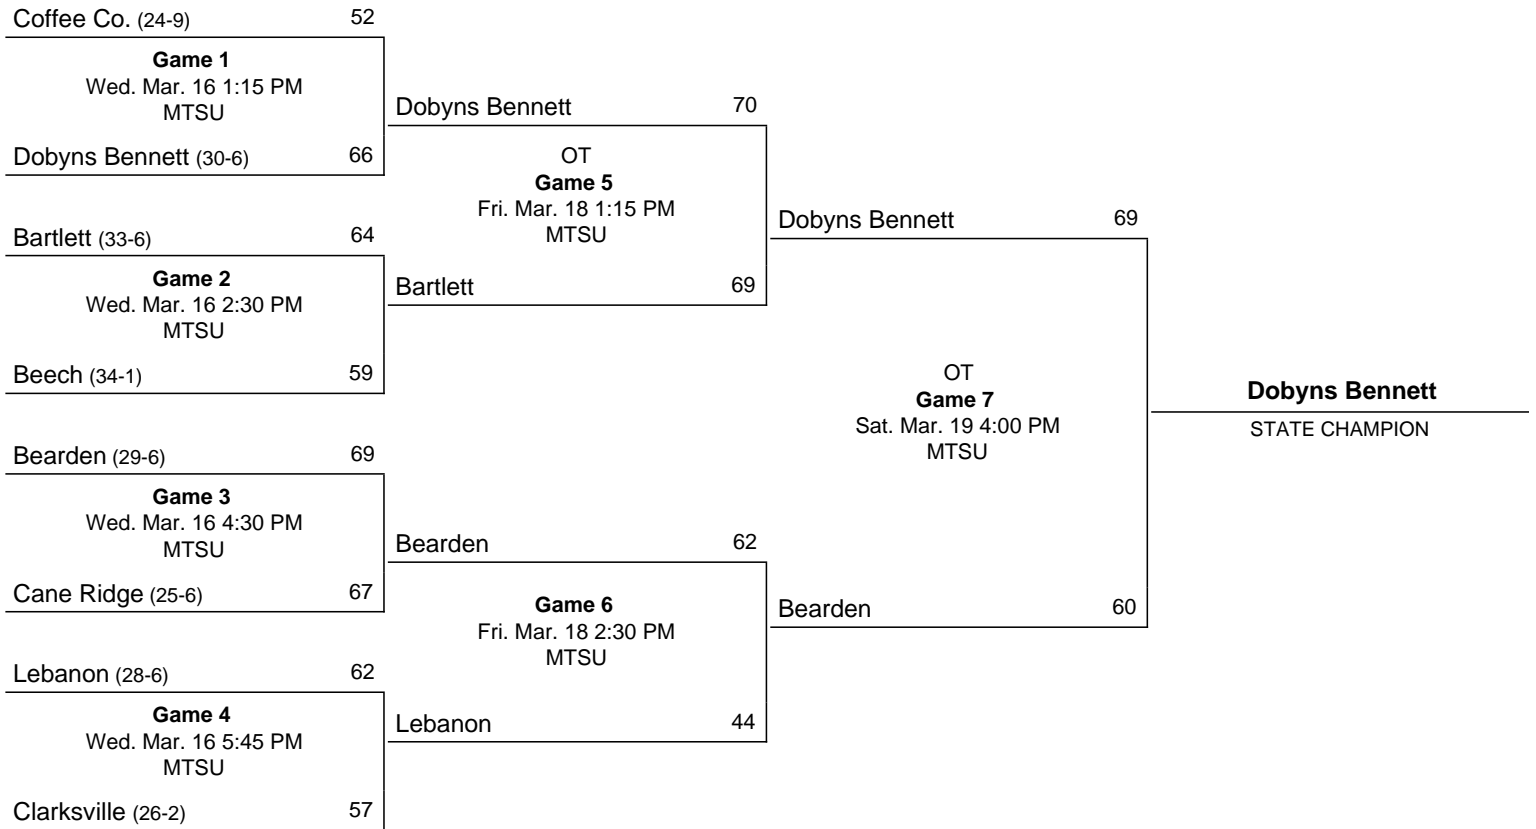 Coffee Co. (24-9) 52
Game 1
Wed. Mar. 16 1:15 PM
MTSU
Dobyns Bennett (30-6) 66
Bartlett (33-6) 64
Game 2
Wed. Mar. 16 2:30 PM
MTSU
Beech (34-1) 59
Bearden (29-6) 69
Game 3
Wed. Mar. 16 4:30 PM
MTSU
Cane Ridge (25-6) 67
Lebanon (28-6) 62
Game 4
Wed. Mar. 16 5:45 PM
MTSU
Clarksville (26-2) 57
Dobyns Bennett 70
OT
Game 5
Fri. Mar. 18 1:15 PM
MTSU
Bartlett 69
Bearden 62
Game 6
Fri. Mar. 18 2:30 PM
MTSU
Lebanon 44
Dobyns Bennett 69
OT
Game 7
Sat. Mar. 19 4:00 PM
MTSU
Bearden 60
Dobyns Bennett
STATE CHAMPION